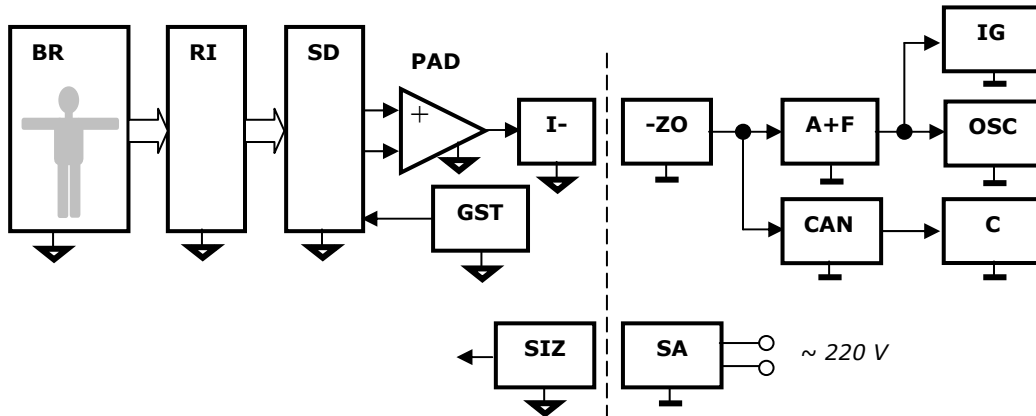 IG
BR
RI
SD
PAD
+
I-
-ZO
A+F
OSC
GST
CAN
C
SIZ
SA
~ 220 V